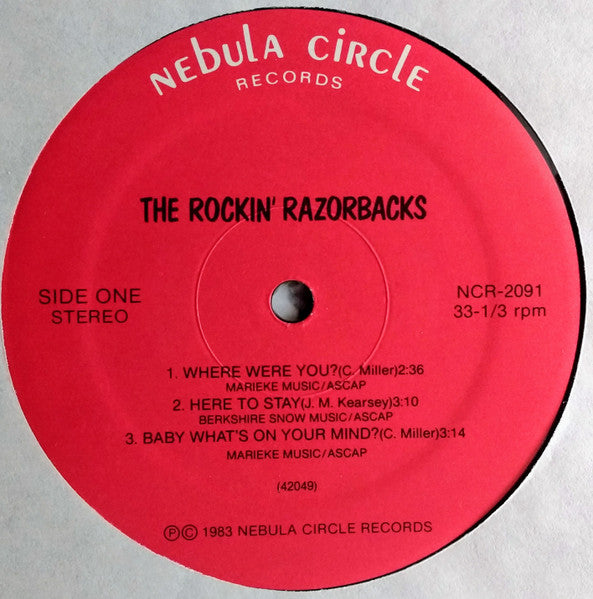 NEBULA CIRCLE
RECORDS
THE ROCKIN' RAZORBACKS
SIDE ONE
STEREO
NCR-2091
33-1/3 rpm
1. WHERE WERE YOU?(C. Miller)2:36
MARIEKE MUSIC/ASCAP
2. HERE TO STAY(J. M. Kearsey)3:10
BERKSHIRE SNOW MUSIC/ASCAP
3. BABY WHAT'S ON YOUR MIND?(C. Miller)3:14
MARIEKE MUSIC/ASCAP
(42049)
Ⓟ© 1983 NEBULA CIRCLE RECORDS